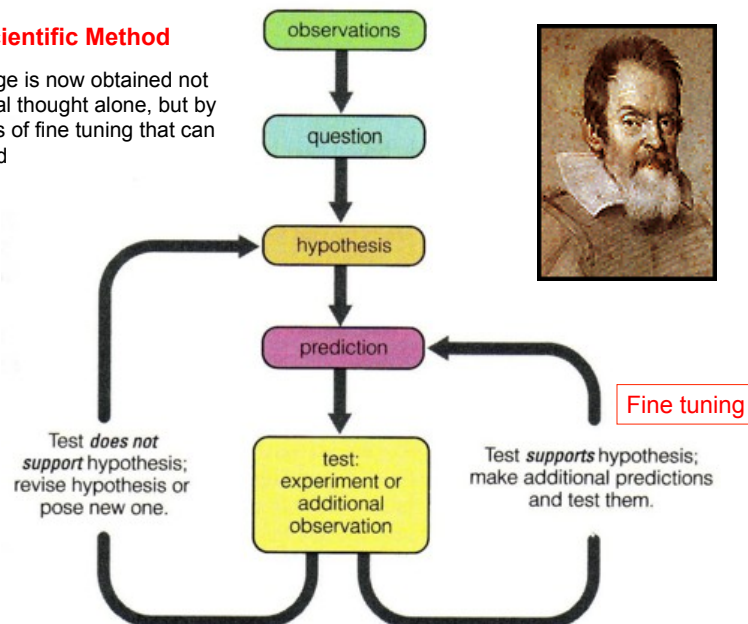 cientific Method
ge is now obtained not
al thought alone, but by
s of fine tuning that can
d
observations
question
hypothesis
prediction
test:
experiment or
additional
observation
Test does not
support hypothesis;
revise hypothesis or
pose new one.
Fine tuning
Test supports hypothesis;
make additional predictions
and test them.